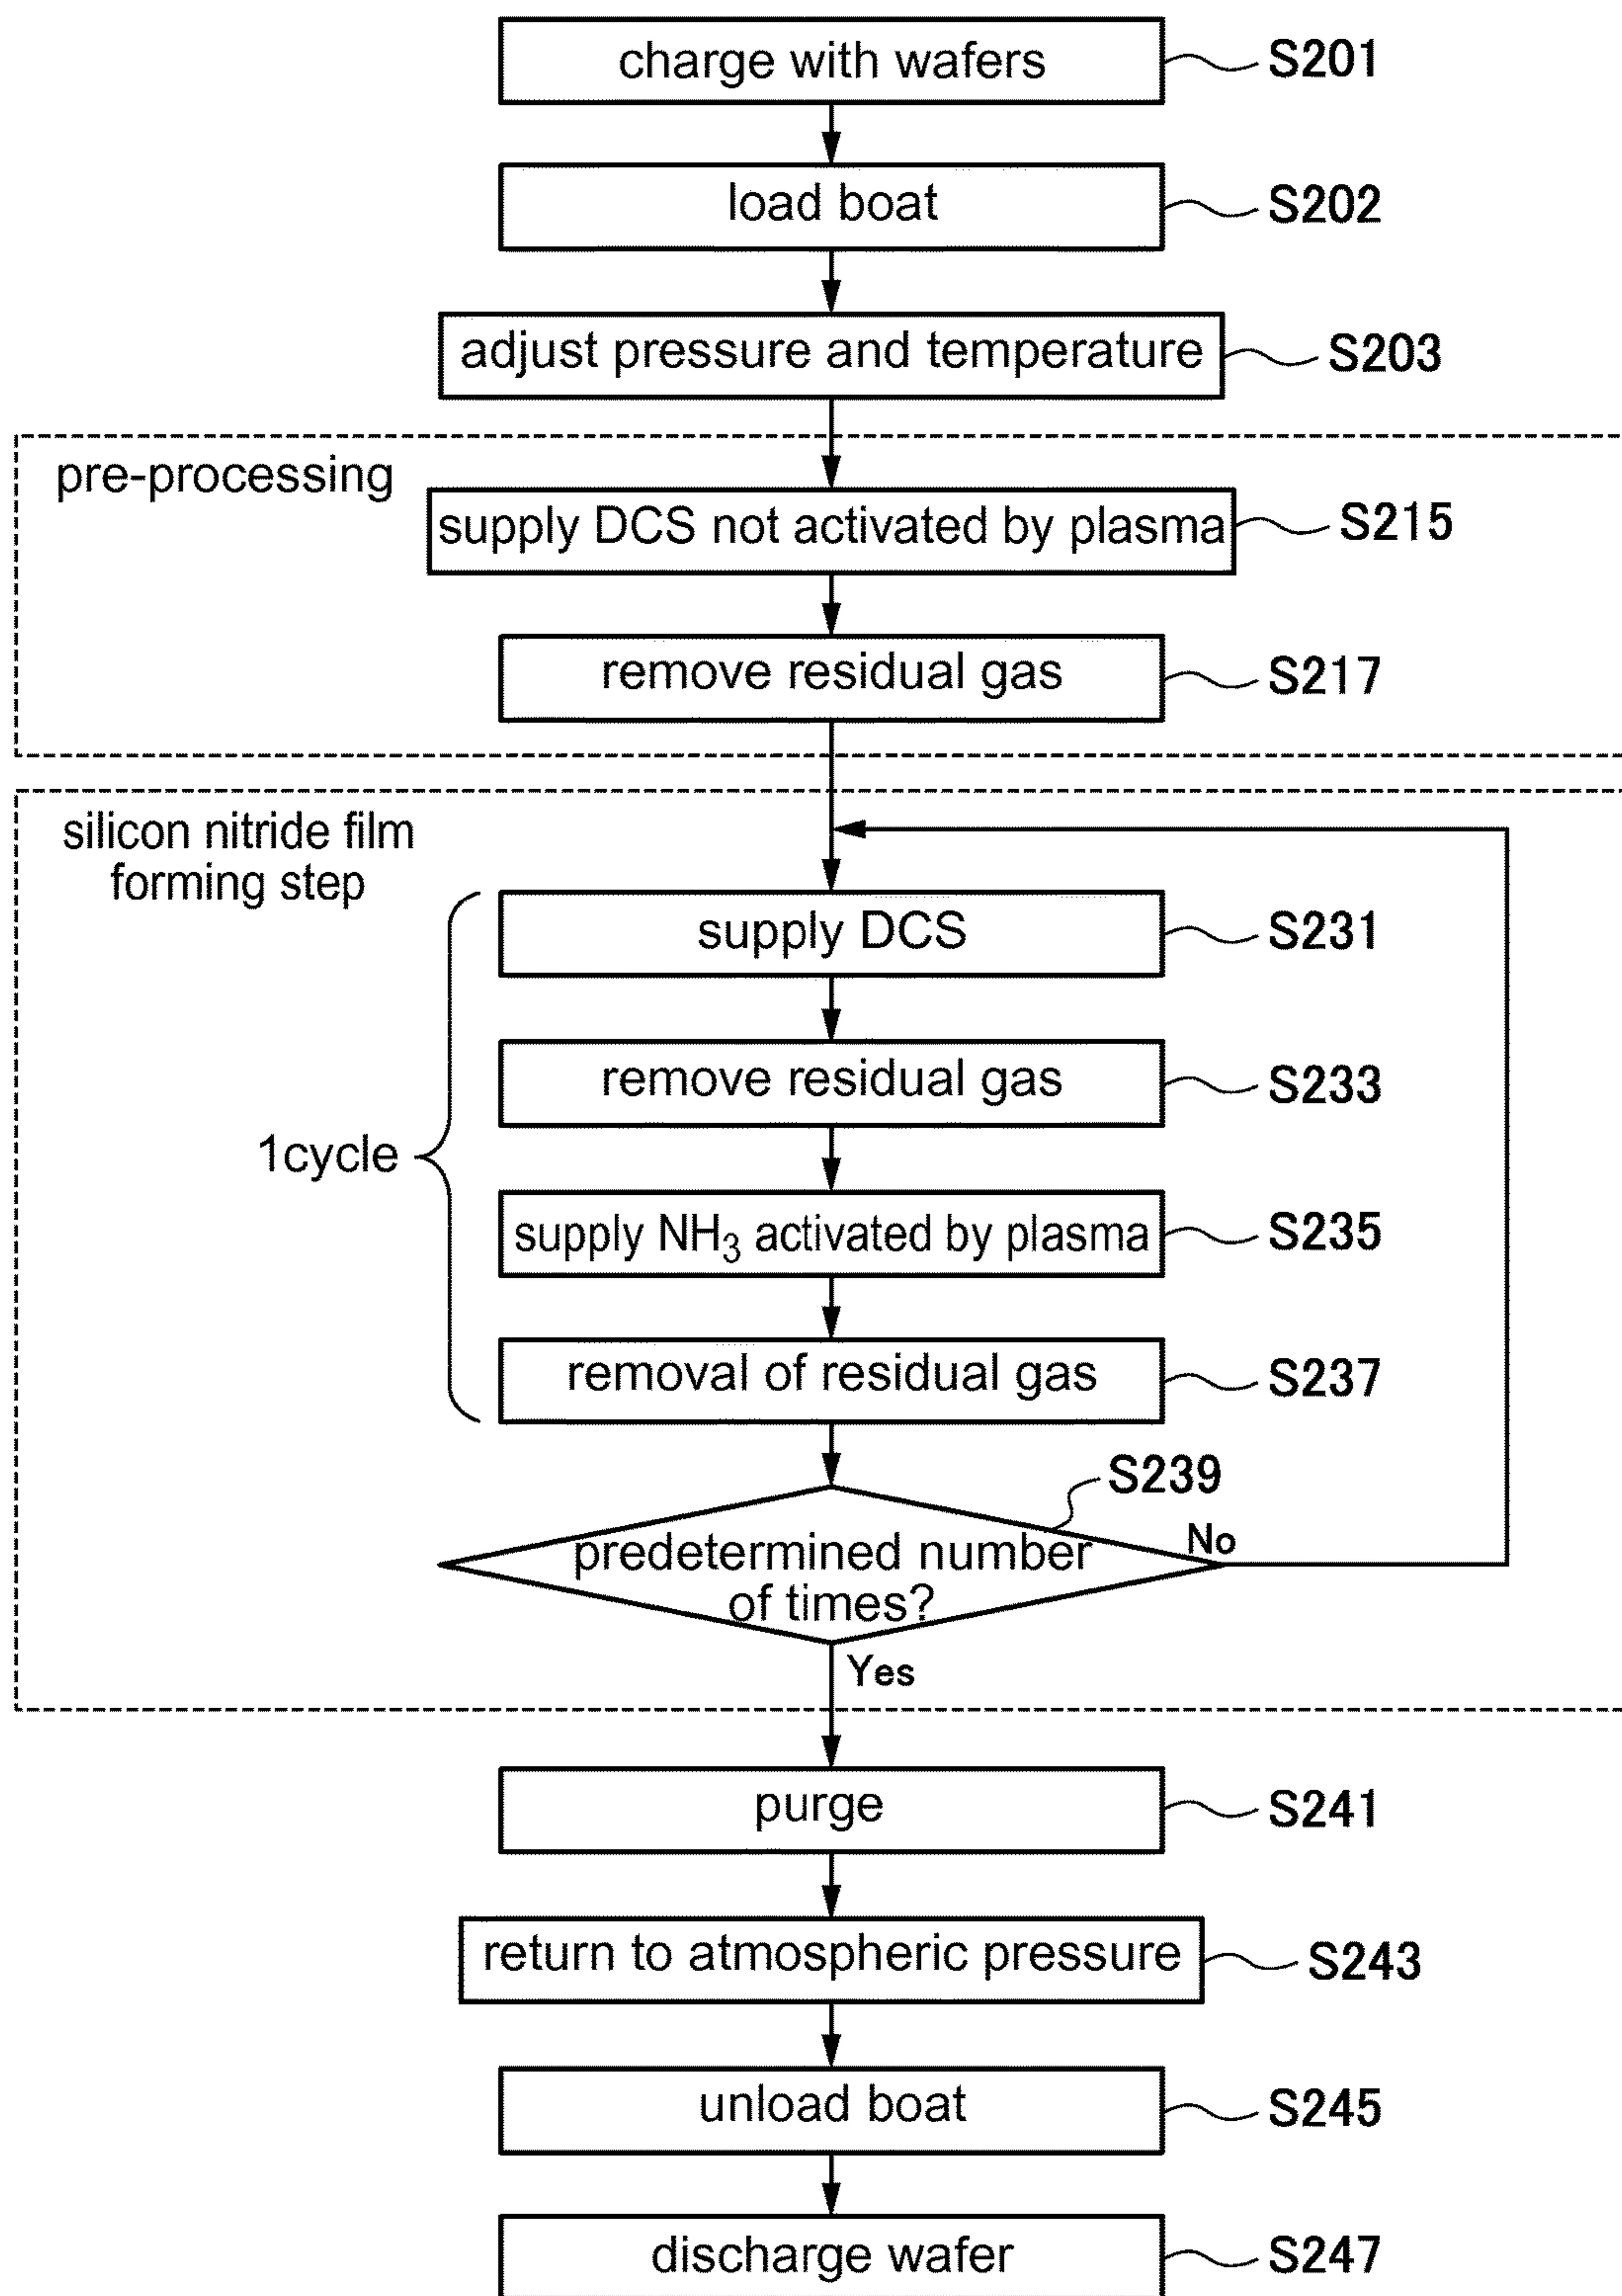 charge with wafers
S201
load boat
S202
adjust pressure and temperature
S203
pre-processing
supply DCS not activated by plasma
S215
remove residual gas
S217
silicon nitride film
forming step
supply DCS
S231
remove residual gas
S233
1cycle
supply NH₃ activated by plasma
S235
removal of residual gas
S237
S239
predetermined number
of times?
No
Yes
purge
S241
return to atmospheric pressure
S243
unload boat
S245
discharge wafer
S247